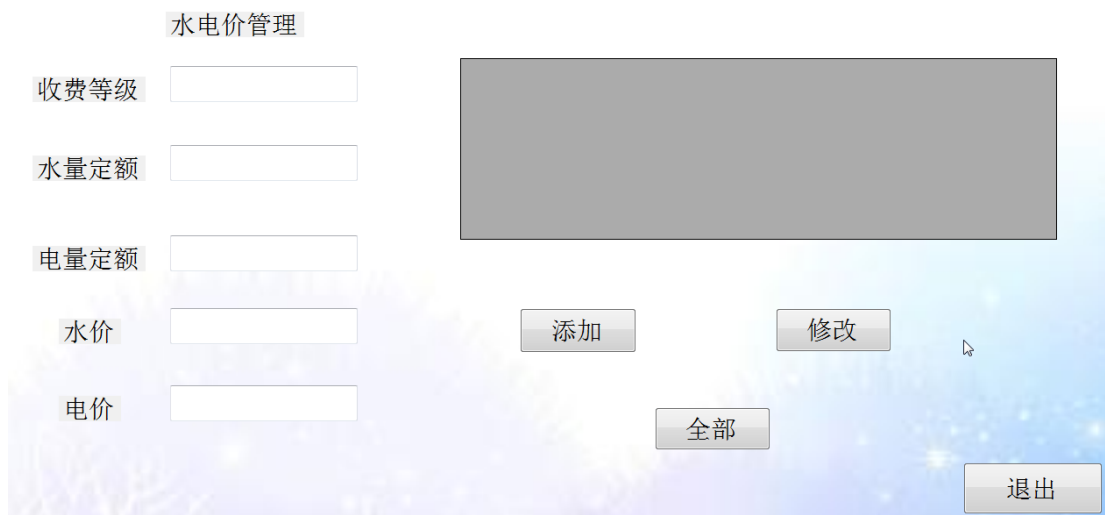 水电价管理
收费等级
水量定额
电量定额
水价
添加
修改
电价
全部
退出